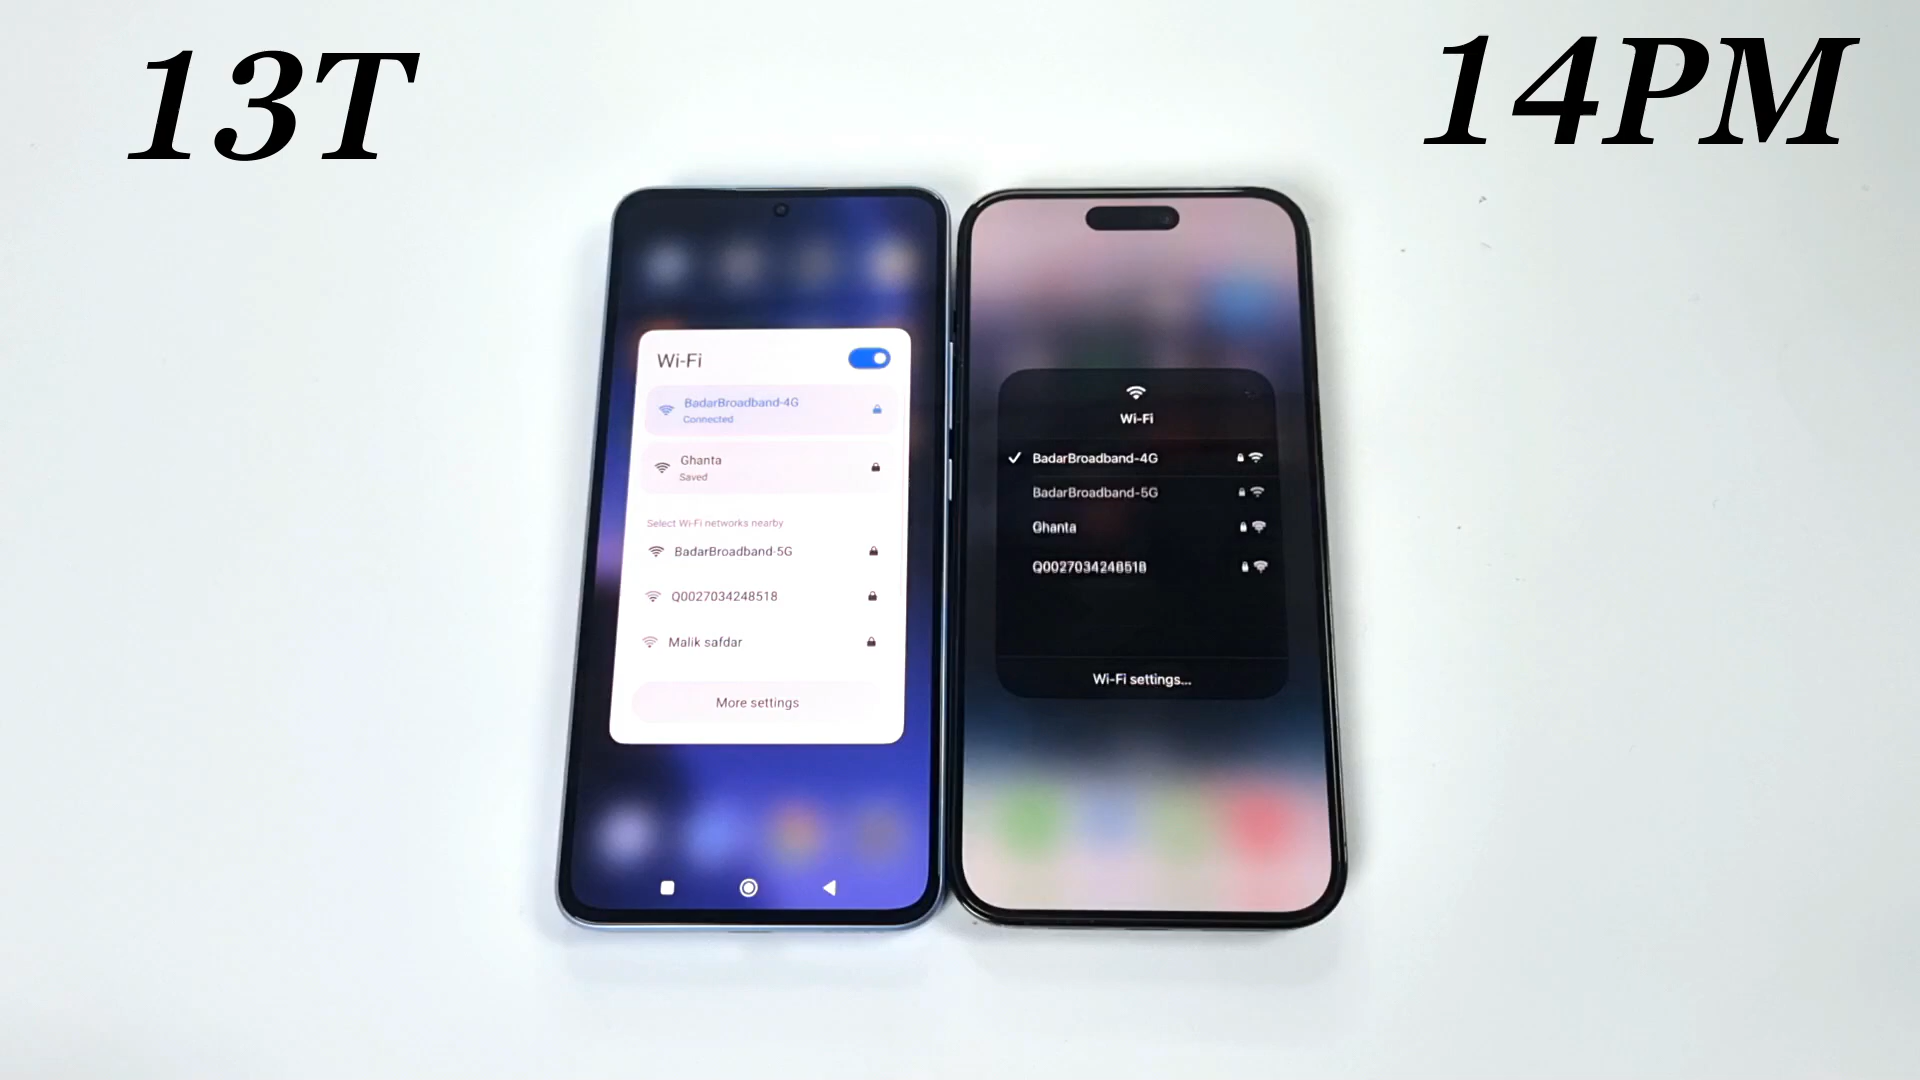 13T
14PM
Wi-Fi
BadarBroadband-4G
Connected
Ghanta
Saved
Select Wi-Fi networks nearby
BadarBroadband-5G
Q0027034248518
Malik safdar
More settings
Wi-Fi
BadarBroadband-4G
BadarBroadband-5G
Ghanta
Q0027034248518
Wi-Fi settings...